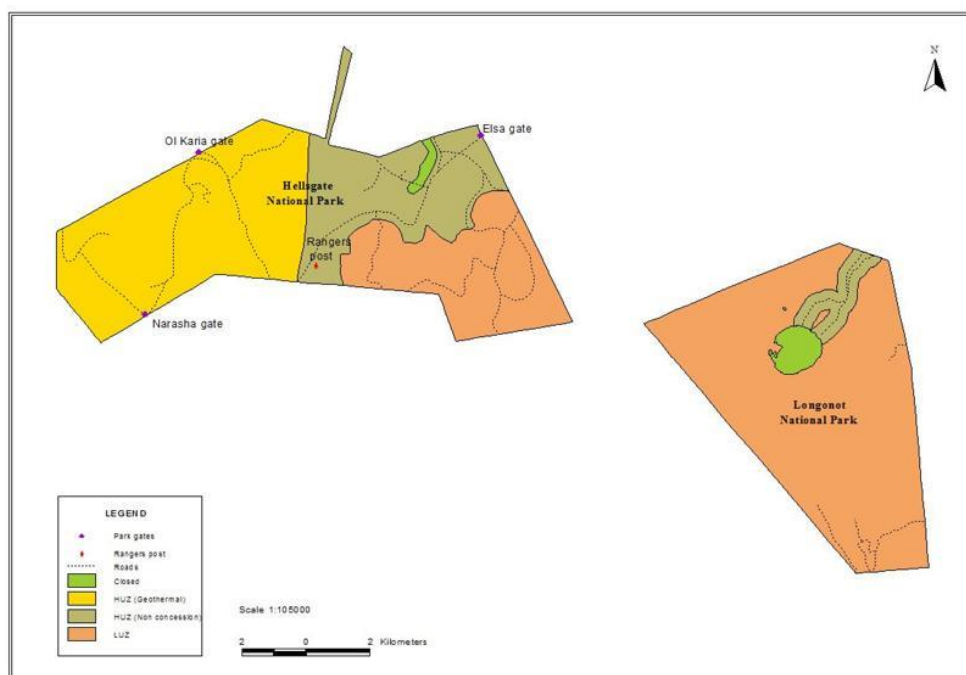 N
Ol Karia gate
Elsa gate
Hellsgate
National Park
Rangers
post
Narasha gate
Longonot
National Park
LEGEND
Park gates
Rangers post
Roads
Closed
HUZ (Geothermal)
HUZ (Non concession)
LUZ
Scale 1:105000
2 0 2 Kilometers